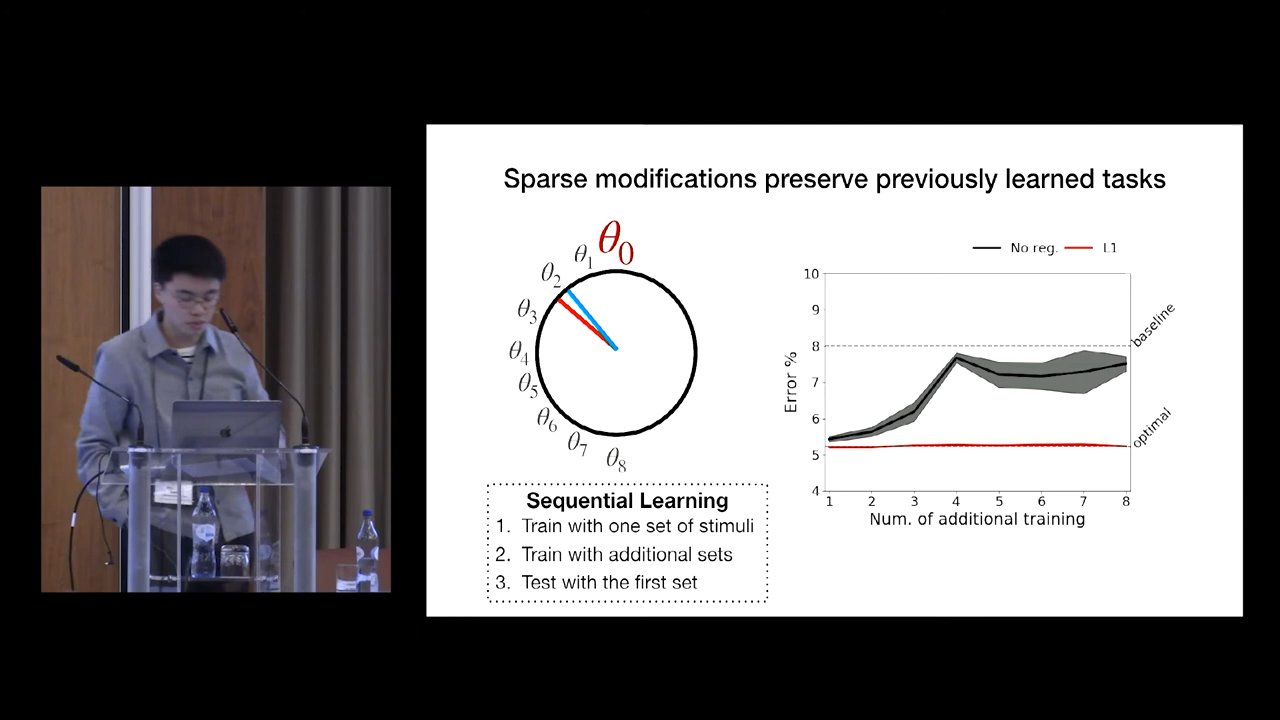 Sparse modifications preserve previously learned tasks
θ0
θ1
θ2
θ3
θ4
θ5
θ6
θ7
θ8
Sequential Learning
1. Train with one set of stimuli
2. Train with additional sets
3. Test with the first set
No reg. L1
10
9
8
7
6
5
4
Error %
baseline
optimal
1 2 3 4 5 6 7 8
Num. of additional training